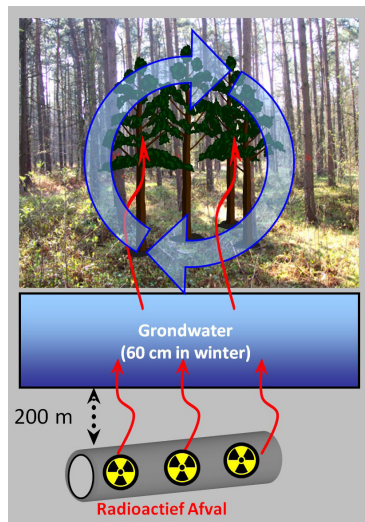 Grondwater
(60 cm in winter)
200 m
Radioactief Afval